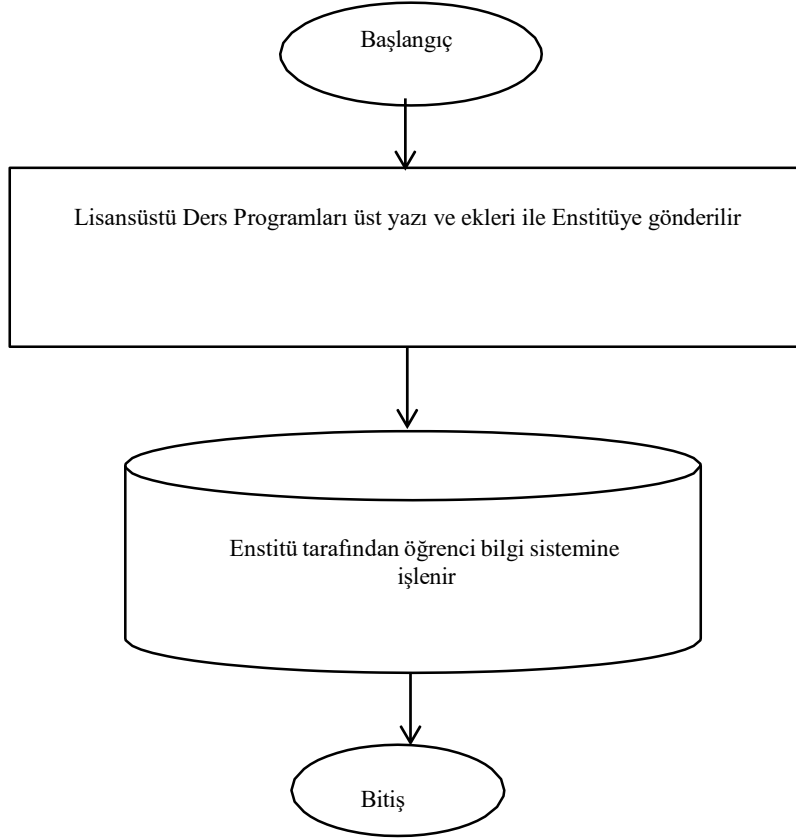 Başlangıç
Lisansüstü Ders Programları üst yazı ve ekleri ile Enstitüye gönderilir
Enstitü tarafından öğrenci bilgi sistemine
işlenir
Bitiş